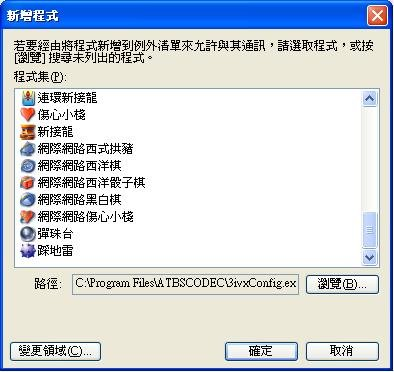 新增程式
若要經由將程式新增到例外清單來允許與其通訊，請選取程式，或按
[瀏覽] 搜尋未列出的程式。
程式集(P):
連環新接龍
傷心小棧
新接龍
網際網路西式拱豬
網際網路西洋棋
網際網路西洋骰子棋
網際網路黑白棋
網際網路傷心小棧
彈珠台
踩地雷
路徑: C:\Program Files\ATBSCODEC\3ivxConfig.ex 瀏覽(B)...
變更領域(C)... 確定 取消